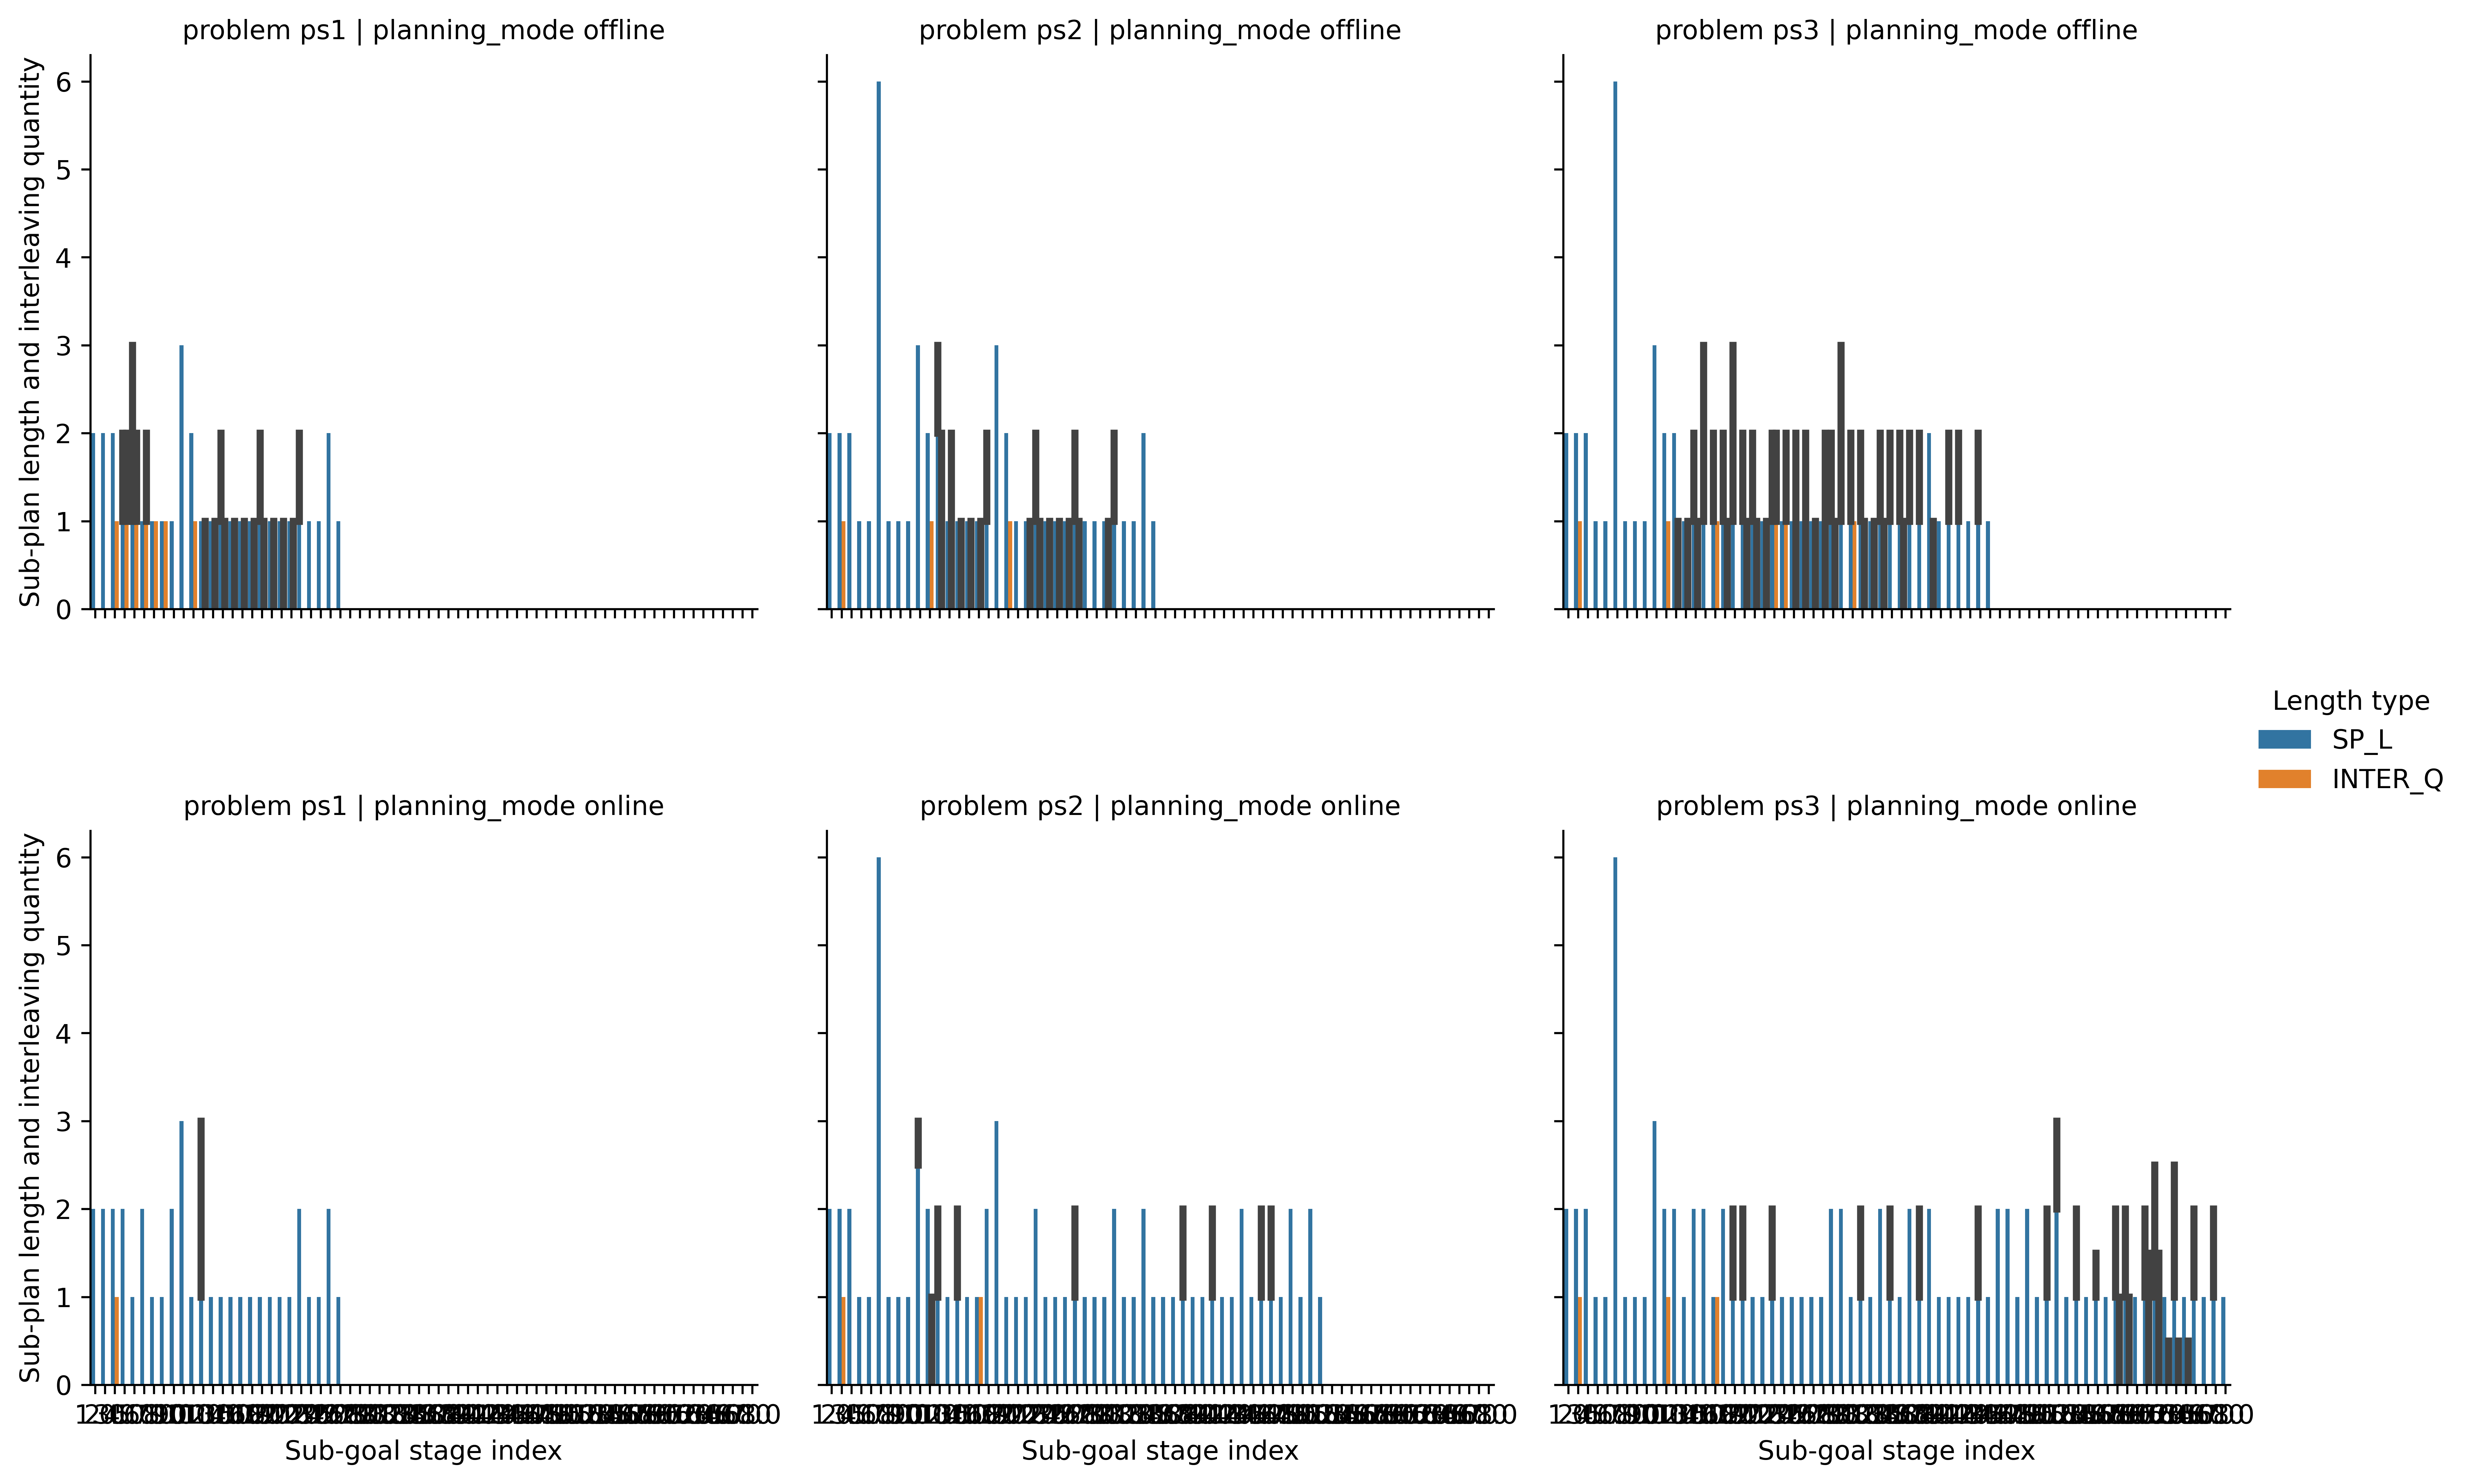 problem ps1 | planning_mode offline
problem ps2 | planning_mode offline
problem ps3 | planning_mode offline
Sub-plan length and interleaving quantity
6
5
4
3
2
1
0
Length type
SP_L
INTER_Q
problem ps1 | planning_mode online
problem ps2 | planning_mode online
problem ps3 | planning_mode online
Sub-plan length and interleaving quantity
6
5
4
3
2
1
0
Sub-goal stage index
Sub-goal stage index
Sub-goal stage index